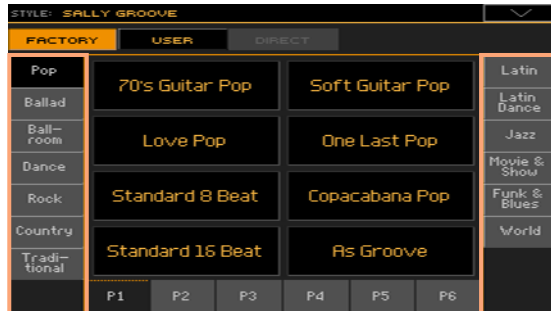 STYLE: SALLY GROOVE
FACTORY USER DIRECT
Pop
Ballad
Ball-
room
Dance
Rock
Country
Tradi-
tional
70's Guitar Pop Soft Guitar Pop
Love Pop One Last Pop
Standard 8 Beat Copacabana Pop
Standard 16 Beat As Groove
Latin
Latin
Dance
Jazz
Movie &
Show
Funk &
Blues
World
P1 P2 P3 P4 P5 P6